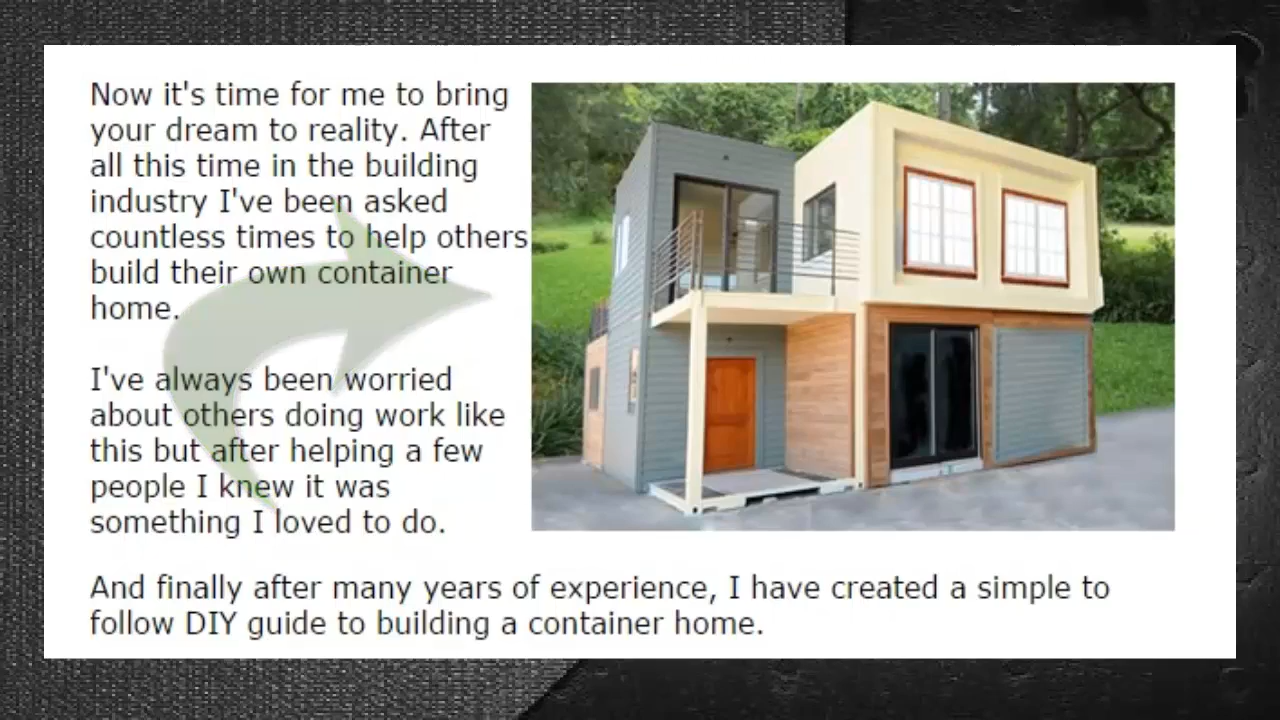 Now it's time for me to bring
your dream to reality. After
all this time in the building
industry I've been asked
countless times to help others
build their own container
home.
I've always been worried
about others doing work like
this but after helping a few
people I knew it was
something I loved to do.
And finally after many years of experience, I have created a simple to
follow DIY guide to building a container home.